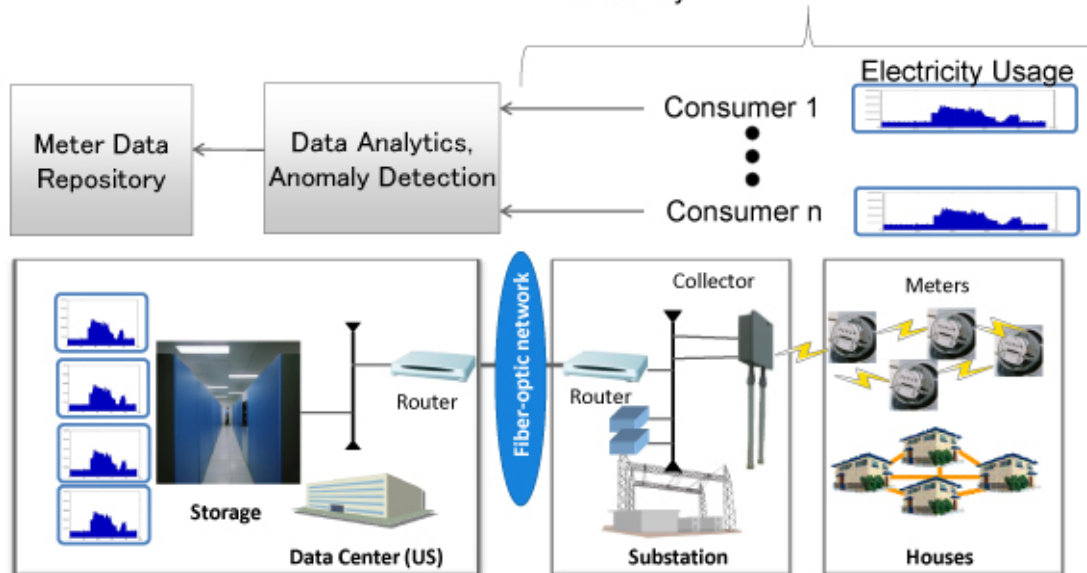 Electricity Usage
Consumer 1
Meter Data
Repository
Data Analytics,
Anomaly Detection
Consumer n
Collector
Meters
Fiber-optic network
Router
Router
Storage
Data Center (US)
Substation
Houses